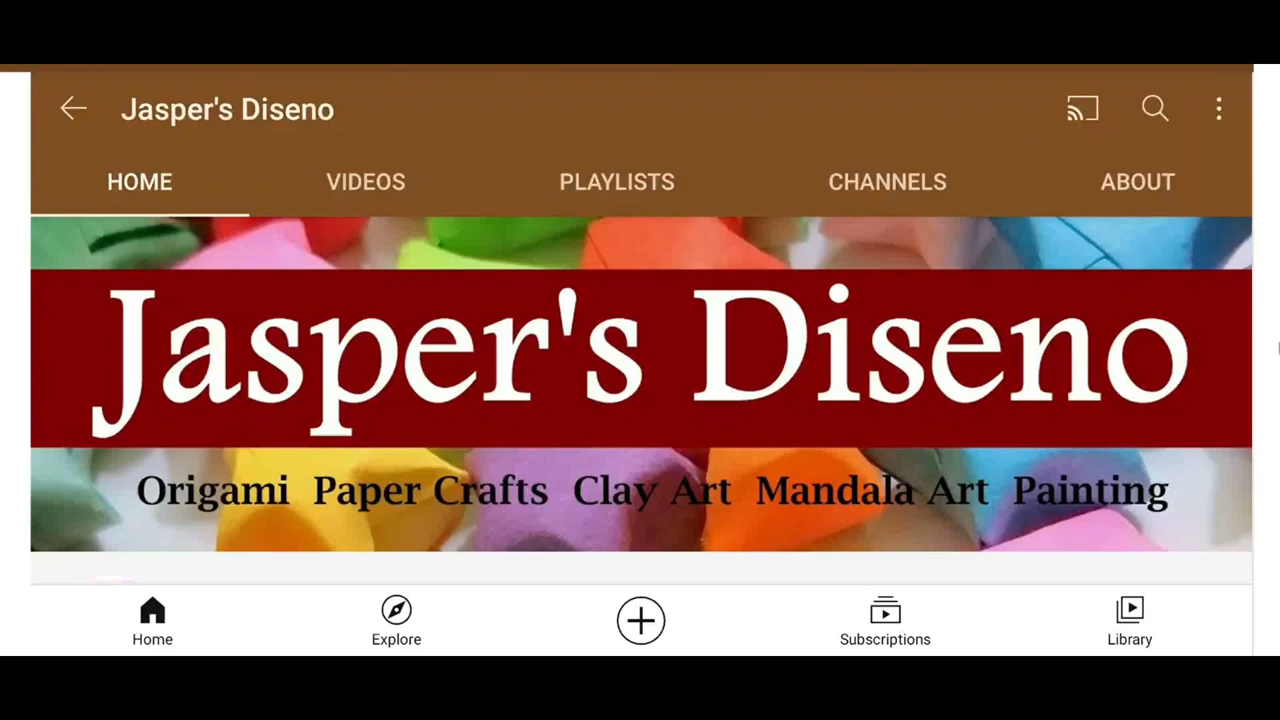 Jasper's Diseno
HOME VIDEOS PLAYLISTS CHANNELS ABOUT
Jasper's Diseno
Origami Paper Crafts Clay Art Mandala Art Painting
Home Explore Subscriptions Library